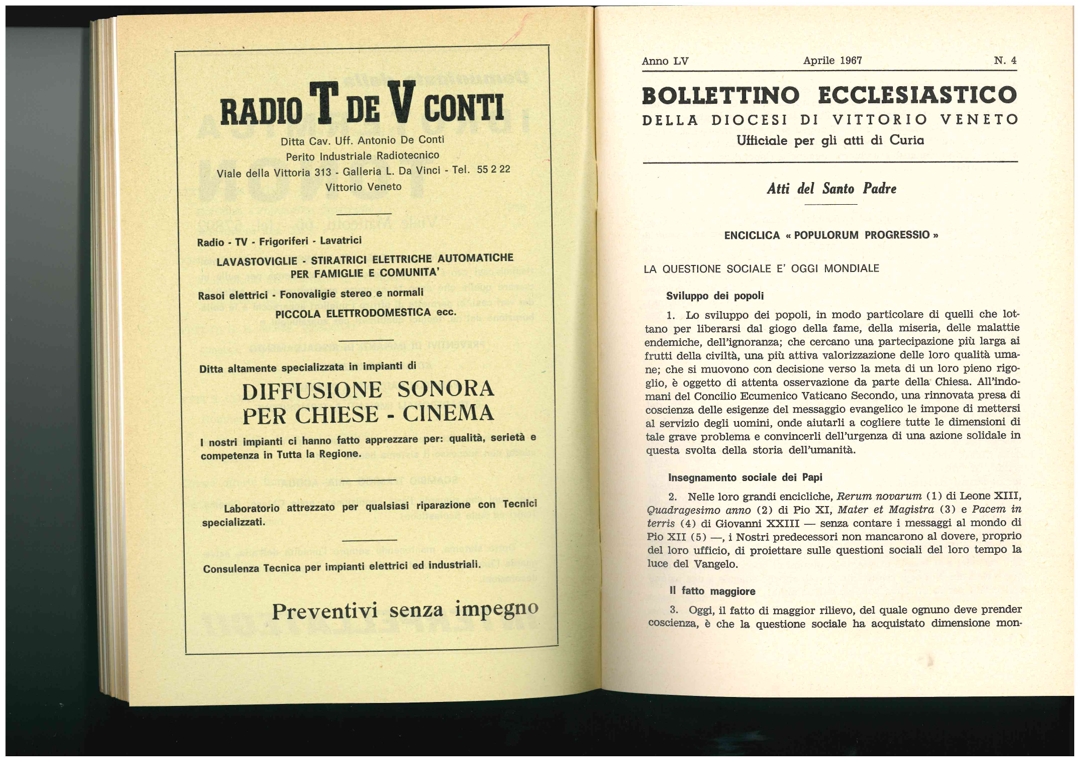 RADIO T DE V CONTI
Ditta Cav. Uff. Antonio De Conti
Perito Industriale Radiotecnico
Viale della Vittoria 313 - Galleria L. Da Vinci - Tel. 55 2 22
Vittorio Veneto
Radio - TV - Frigoriferi - Lavatrici
LAVASTOVIGLIE - STIRATRICI ELETTRICHE AUTOMATICHE
PER FAMIGLIE E COMUNITA'
Rasoi elettrici - Fonovaligie stereo e normali
PICCOLA ELETTRODOMESTICA ecc.
Ditta altamente specializzata in impianti di
DIFFUSIONE SONORA
PER CHIESE - CINEMA
I nostri impianti ci hanno fatto apprezzare per: qualità, serietà e
competenza in Tutta la Regione.
Laboratorio attrezzato per qualsiasi riparazione con Tecnici
specializzati.
Consulenza Tecnica per impianti elettrici ed industriali.
Preventivi senza impegno
Anno LV Aprile 1967 N. 4
BOLLETTINO ECCLESIASTICO
DELLA DIOCESI DI VITTORIO VENETO
Ufficiale per gli atti di Curia
Atti del Santo Padre
ENCICLICA « POPULORUM PROGRESSIO »
LA QUESTIONE SOCIALE E' OGGI MONDIALE
Sviluppo dei popoli
1. Lo sviluppo dei popoli, in modo particolare di quelli che lot-
tano per liberarsi dal giogo della fame, della miseria, delle malattie
endemiche, dell'ignoranza; che cercano una partecipazione più larga ai
frutti della civiltà, una più attiva valorizzazione delle loro qualità uma-
ne; che si muovono con decisione verso la meta di un loro pieno rigo-
glio, è oggetto di attenta osservazione da parte della Chiesa. All'indo-
mani del Concilio Ecumenico Vaticano Secondo, una rinnovata presa di
coscienza delle esigenze del messaggio evangelico le impone di mettersi
al servizio degli uomini, onde aiutarli a cogliere tutte le dimensioni di
tale grave problema e convincerli dell'urgenza di una azione solidale in
questa svolta della storia dell'umanità.
Insegnamento sociale dei Papi
2. Nelle loro grandi encicliche, Rerum novarum (1) di Leone XIII,
Quadragesimo anno (2) di Pio XI, Mater et Magistra (3) e Pacem in
terris (4) di Giovanni XXIII — senza contare i messaggi al mondo di
Pio XII (5) —, i Nostri predecessori non mancarono al dovere, proprio
del loro ufficio, di proiettare sulle questioni sociali del loro tempo la
luce del Vangelo.
Il fatto maggiore
3. Oggi, il fatto di maggior rilievo, del quale ognuno deve prender
coscienza, è che la questione sociale ha acquistato dimensione mon-